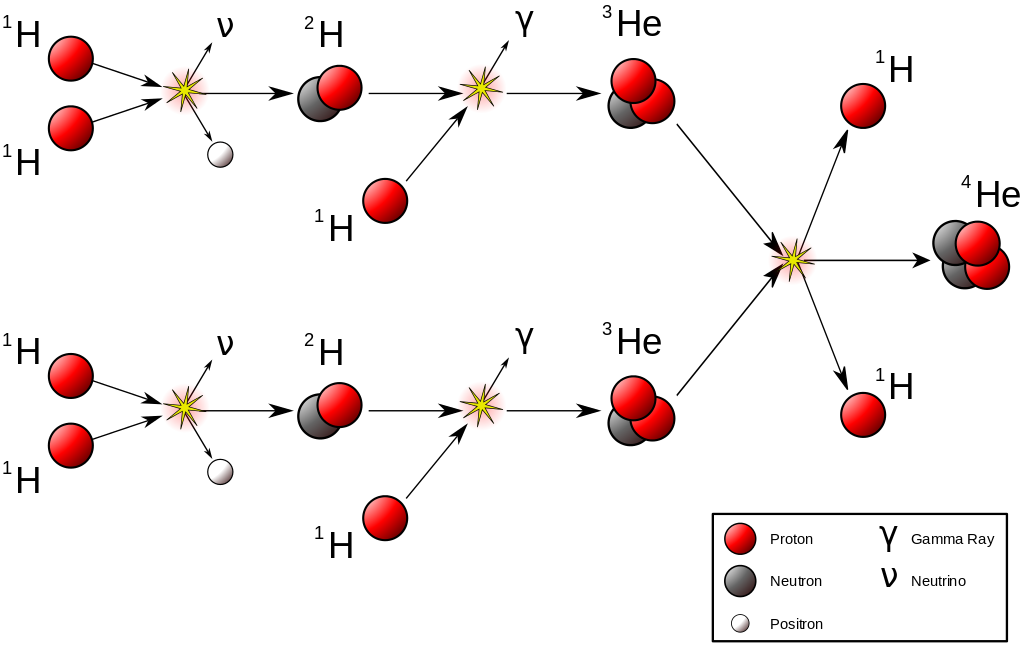 ¹H
ν
²H
γ
³He
¹H
¹H
¹H
⁴He
¹H
¹H
ν
²H
γ
³He
¹H
¹H
¹H
Proton γ Gamma Ray
Neutron ν Neutrino
Positron